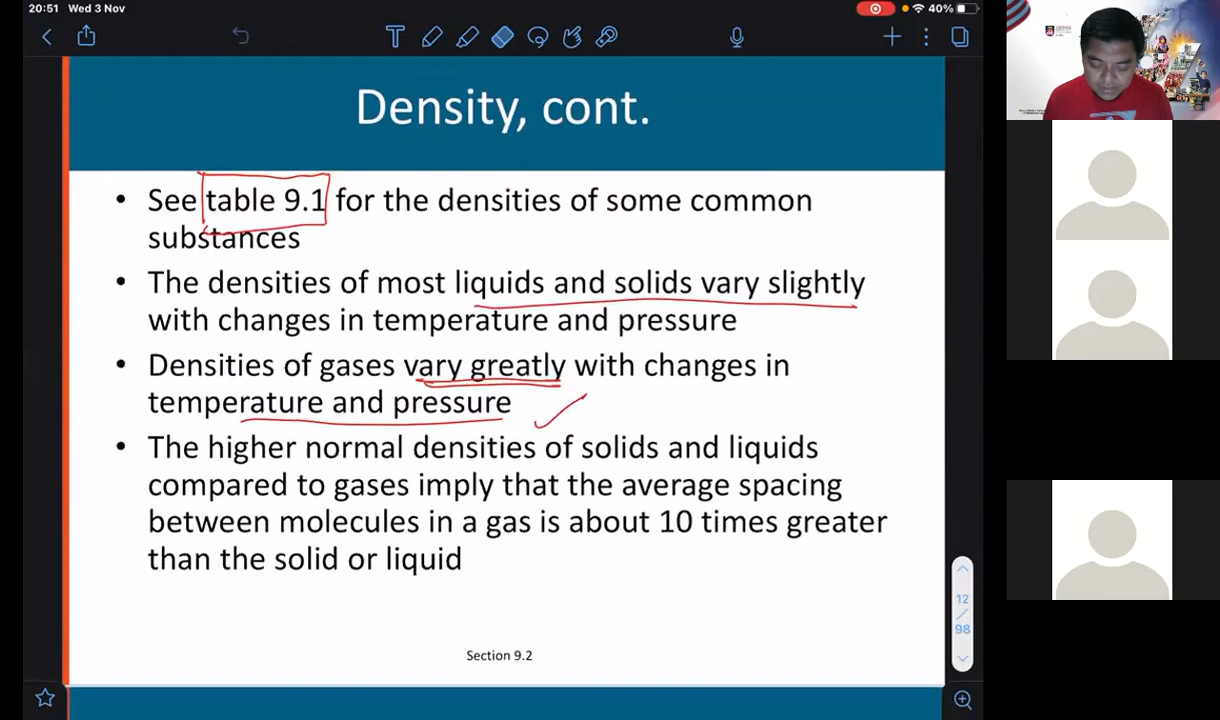 20:51 Wed 3 Nov
40%
T
Density, cont.
• See table 9.1 for the densities of some common
substances
• The densities of most liquids and solids vary slightly
with changes in temperature and pressure
• Densities of gases vary greatly with changes in
temperature and pressure
• The higher normal densities of solids and liquids
compared to gases imply that the average spacing
between molecules in a gas is about 10 times greater
than the solid or liquid
Section 9.2
12
/
98